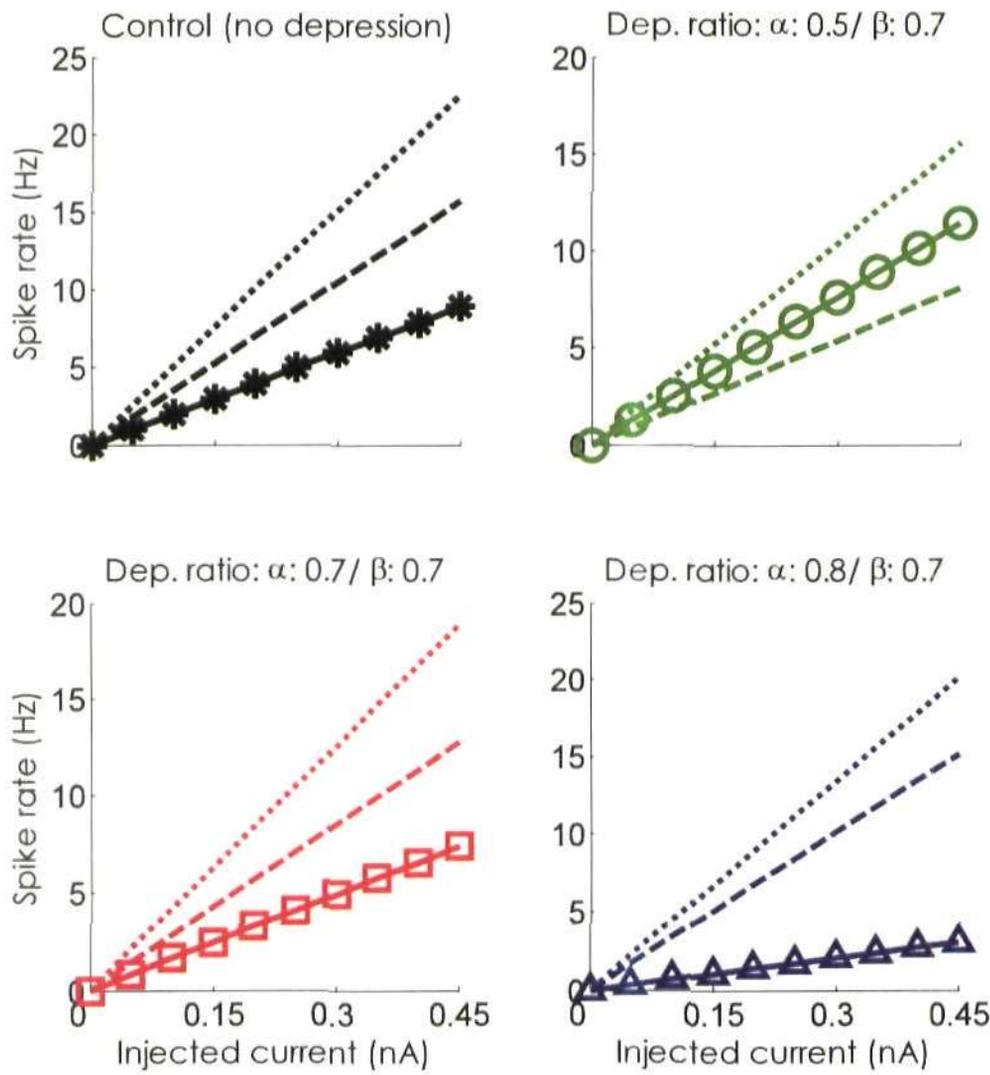 Control (no depression)
Dep. ratio: α: 0.5/ β: 0.7
25
20
15
10
5
0
Spike rate (Hz)
20
15
10
5
0
Dep. ratio: α: 0.7/ β: 0.7
Dep. ratio: α: 0.8/ β: 0.7
20
15
10
5
0
Spike rate (Hz)
0 0.15 0.3 0.45
Injected current (nA)
25
20
15
10
5
0
0 0.15 0.3 0.45
Injected current (nA)